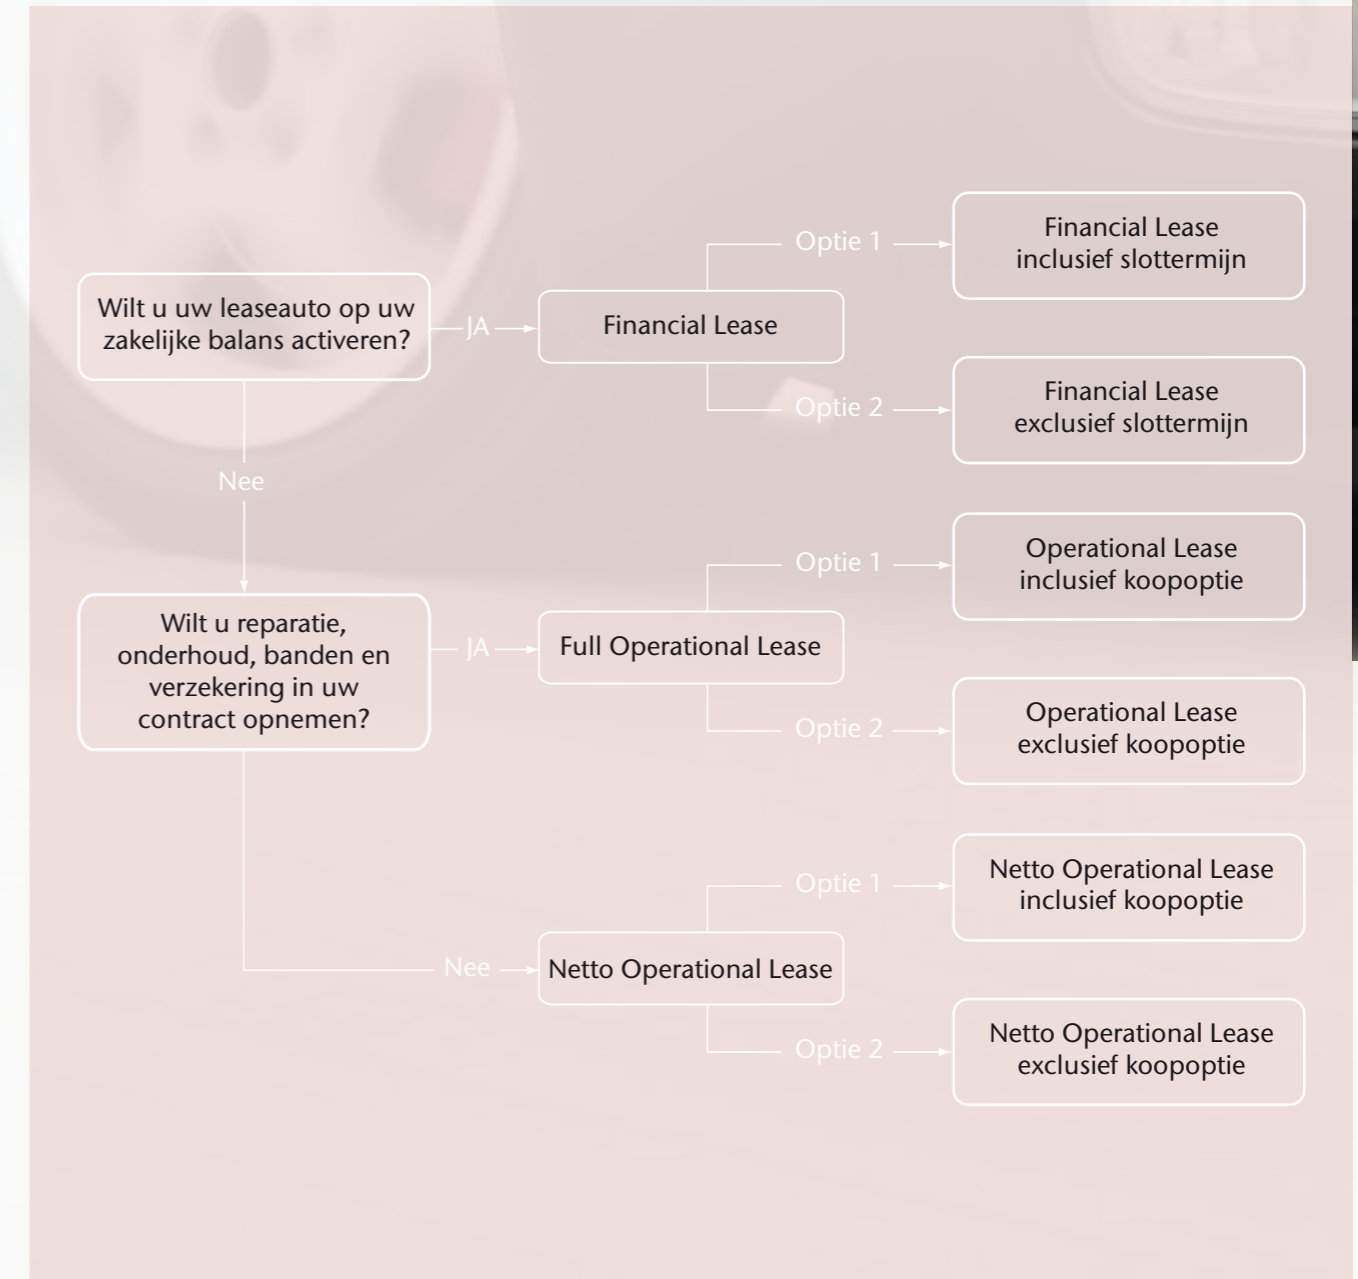 Wilt u uw leaseauto op uw
zakelijke balans activeren?
JA
Financial Lease
Optie 1
Financial Lease
inclusief slottermijn
Optie 2
Financial Lease
exclusief slottermijn
Nee
Wilt u reparatie,
onderhoud, banden en
verzekering in uw
contract opnemen?
JA
Full Operational Lease
Optie 1
Operational Lease
inclusief koopoptie
Optie 2
Operational Lease
exclusief koopoptie
Nee
Netto Operational Lease
Optie 1
Netto Operational Lease
inclusief koopoptie
Optie 2
Netto Operational Lease
exclusief koopoptie